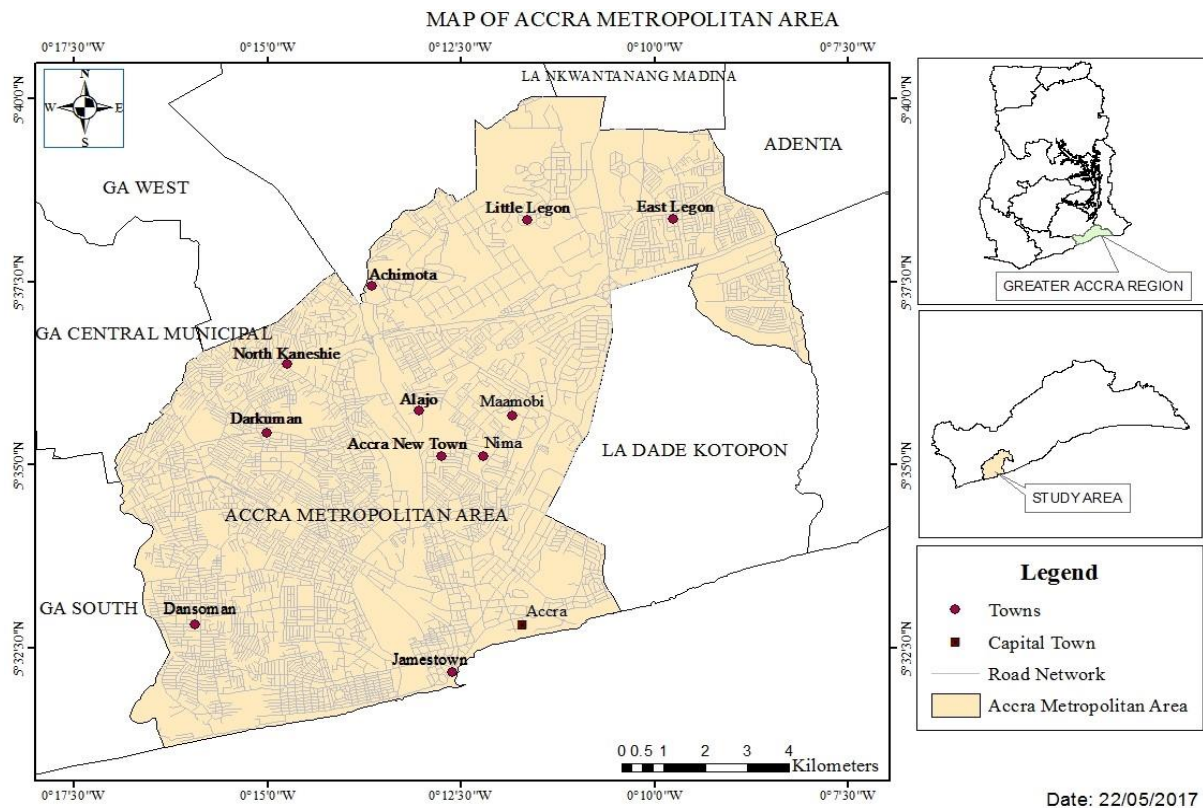 MAP OF ACCRA METROPOLITAN AREA
0°17'30"W 0°15'0"W 0°12'30"W 0°10'0"W 0°7'30"W
N
W E
S
LA NKWANTANANG MADINA
5°40'0"N 5°40'0"N
ADENTA
GA WEST
Little Legon
East Legon
Achimota
5°37'30"N 5°37'30"N
GA CENTRAL MUNICIPAL
North Kaneshie
Alajo
Maamobi
Darkuman
Accra New Town
Nima
LA DADE KOTOPON
5°35'0"N 5°35'0"N
ACCRA METROPOLITAN AREA
GA SOUTH
Dansoman
Accra
5°32'30"N 5°32'30"N
Jamestown
0 0.5 1 2 3 4
Kilometers
0°17'30"W 0°15'0"W 0°12'30"W 0°10'0"W 0°7'30"W
GREATER ACCRA REGION
STUDY AREA
Legend
Towns
Capital Town
Road Network
Accra Metropolitan Area
Date: 22/05/2017